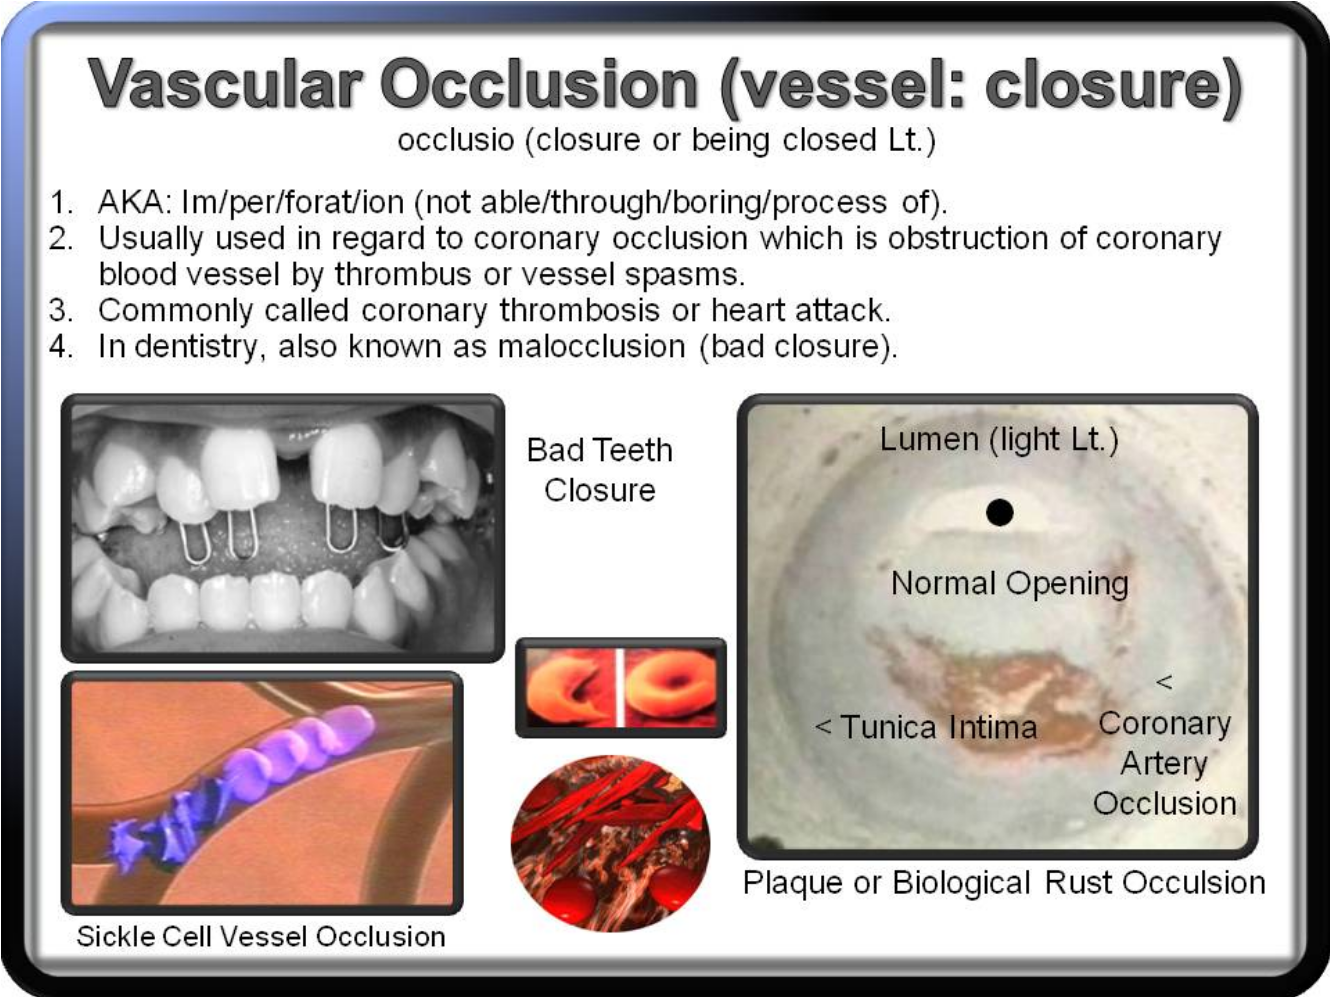 Vascular Occlusion (vessel: closure)
occlusio (closure or being closed Lt.)
1. AKA: Im/per/forat/ion (not able/through/boring/process of).
2. Usually used in regard to coronary occlusion which is obstruction of coronary
blood vessel by thrombus or vessel spasms.
3. Commonly called coronary thrombosis or heart attack.
4. In dentistry, also known as malocclusion (bad closure).
Bad Teeth
Closure
Lumen (light Lt.)
Normal Opening
< Tunica Intima
<
Coronary
Artery
Occlusion
Plaque or Biological Rust Occulsion
Sickle Cell Vessel Occlusion